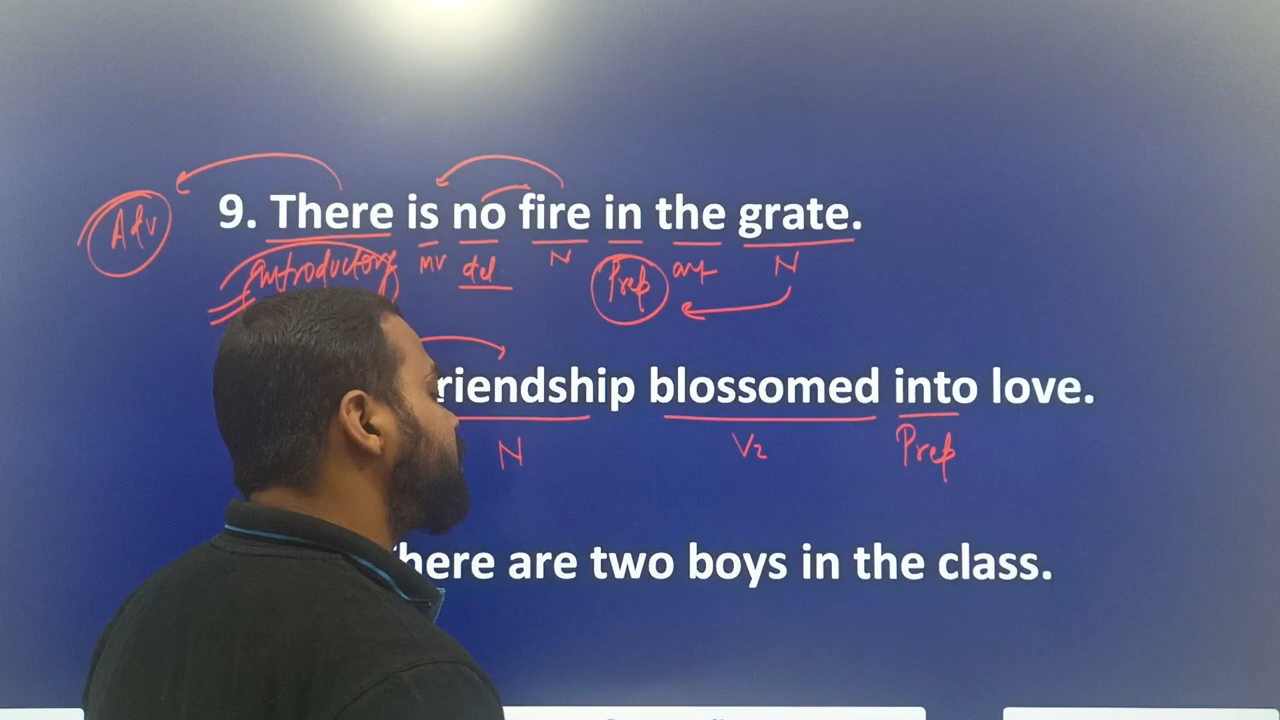 Adv 9. There is no fire in the grate.
introductory MV det N Prep art N
riendship blossomed into love.
N V2 Prep
here are two boys in the class.